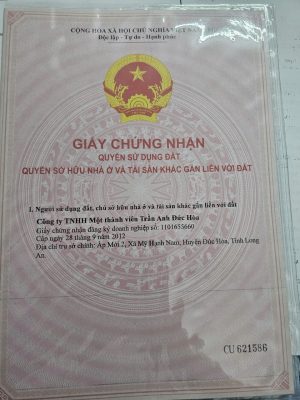 CỘNG HÒA XÃ HỘI CHỦ NGHĨA VIỆT NAM
Độc lập - Tự do - Hạnh phúc
GIẤY CHỨNG NHẬN
QUYỀN SỬ DỤNG ĐẤT
QUYỀN SỞ HỮU NHÀ Ở VÀ TÀI SẢN KHÁC GẮN LIỀN VỚI ĐẤT
I. Người sử dụng đất, chủ sở hữu nhà ở và tài sản khác gắn liền với đất
Công ty TNHH Một thành viên Trần Anh Đức Hòa
Giấy chứng nhận đăng ký doanh nghiệp số: 1101655660
Cấp ngày 28 tháng 9 năm 2012
Địa chỉ trụ sở chính: Ấp Mới 2, Xã Mỹ Hạnh Nam, Huyện Đức Hòa, Tỉnh Long
An.
CU 621586